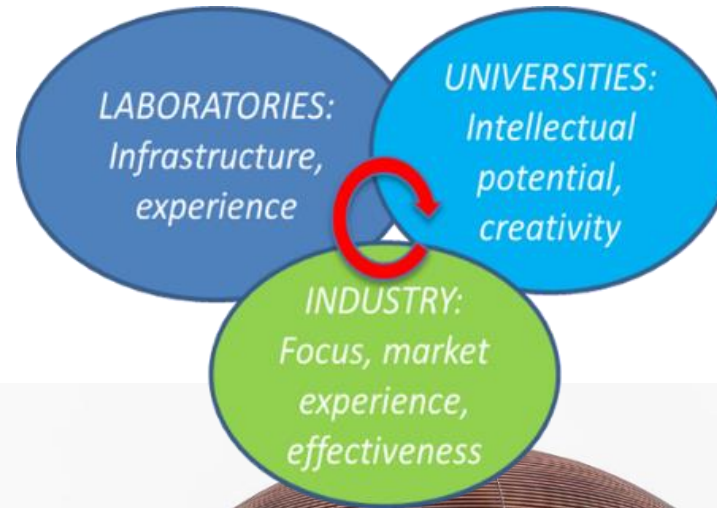 LABORATORIES:
Infrastructure,
experience
UNIVERSITIES:
Intellectual
potential,
creativity
INDUSTRY:
Focus, market
experience,
effectiveness